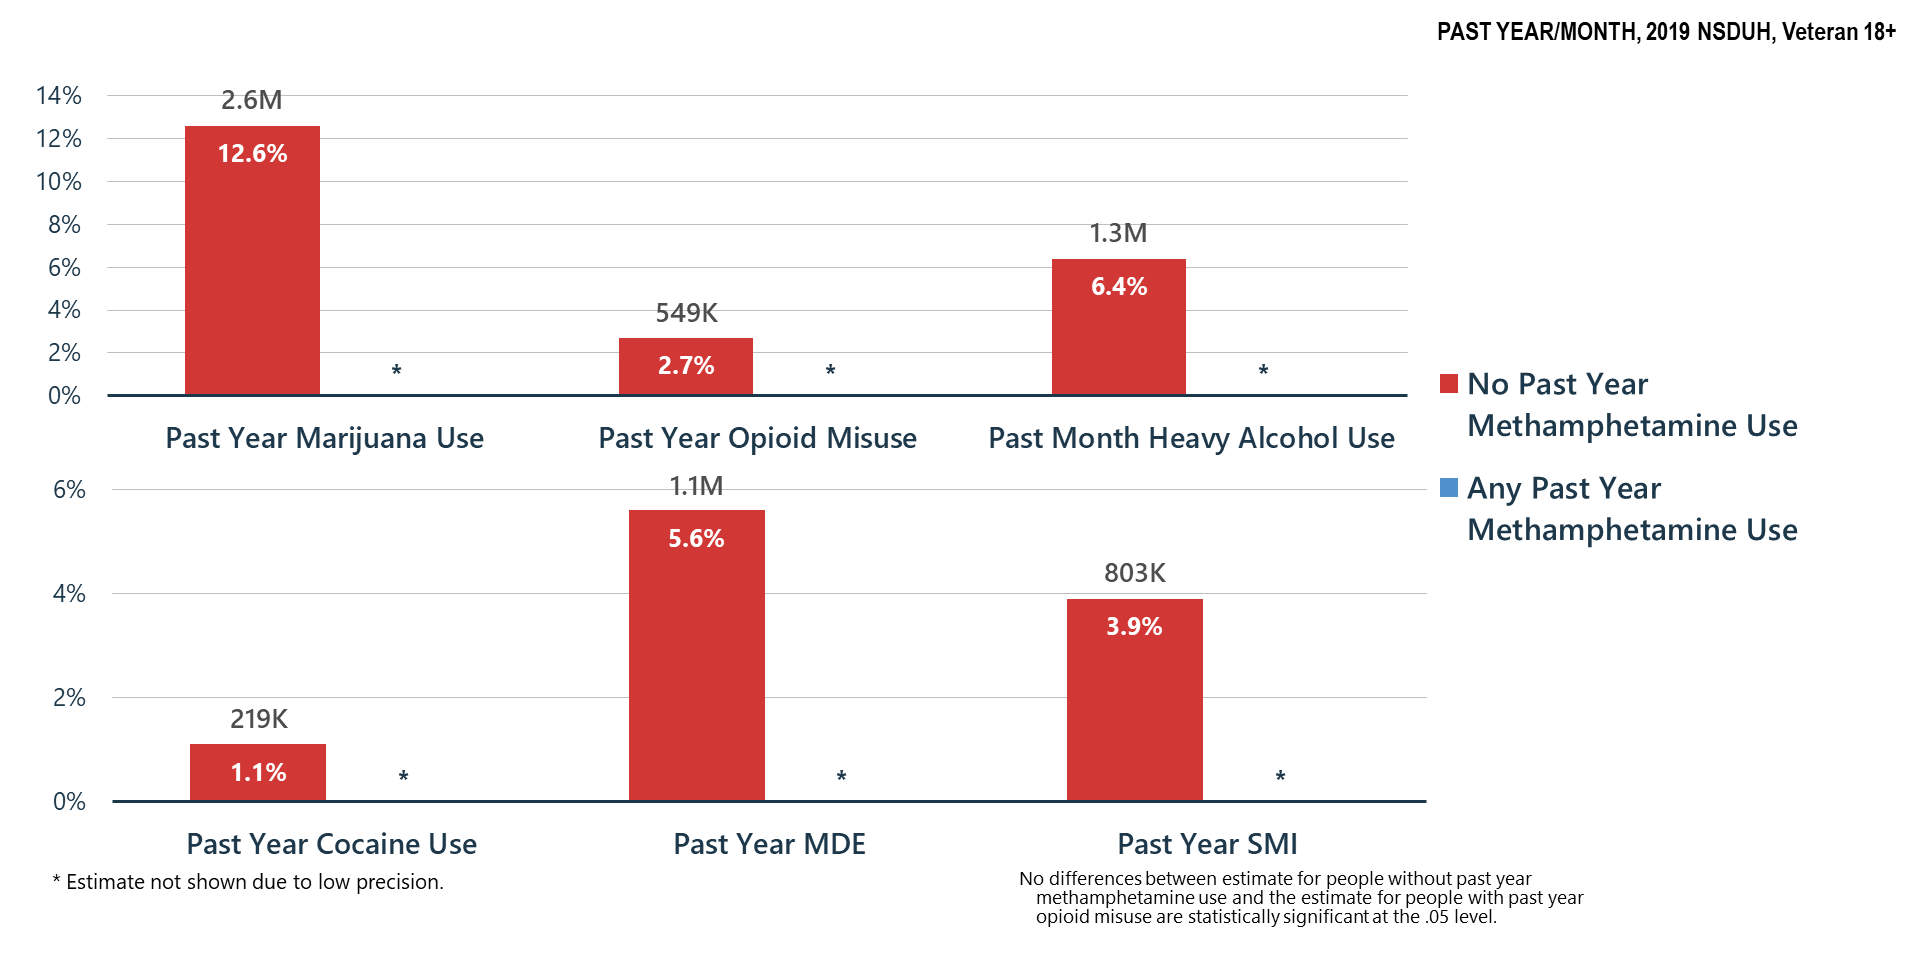 PAST YEAR/MONTH, 2019 NSDUH, Veteran 18+
14%
12%
10%
8%
6%
4%
2%
0%
2.6M
12.6%
*
549K
2.7%
*
1.3M
6.4%
*
Past Year Marijuana Use
Past Year Opioid Misuse
Past Month Heavy Alcohol Use
No Past Year
Methamphetamine Use
Any Past Year
Methamphetamine Use
6%
4%
2%
0%
219K
1.1%
*
1.1M
5.6%
*
803K
3.9%
*
Past Year Cocaine Use
Past Year MDE
Past Year SMI
* Estimate not shown due to low precision.
No differences between estimate for people without past year
methamphetamine use and the estimate for people with past year
opioid misuse are statistically significant at the .05 level.